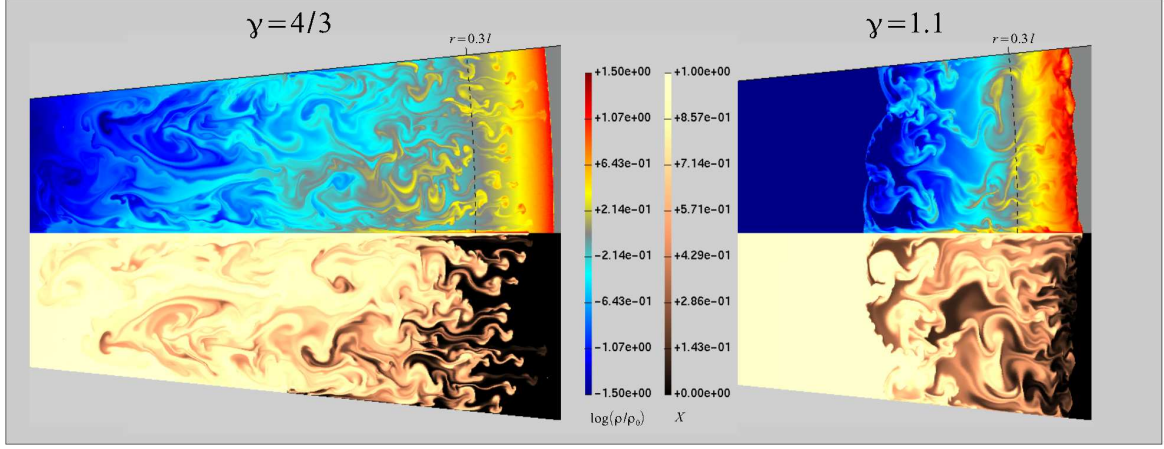 γ=4/3
γ=1.1
r=0.3l
r=0.3l
+1.50e+00
+1.07e+00
+6.43e−01
+2.14e−01
−2.14e−01
−6.43e−01
−1.07e+00
−1.50e+00
log(ρ/ρ₀)
+1.00e+00
+8.57e−01
+7.14e−01
+5.71e−01
+4.29e−01
+2.86e−01
+1.43e−01
+0.00e+00
X